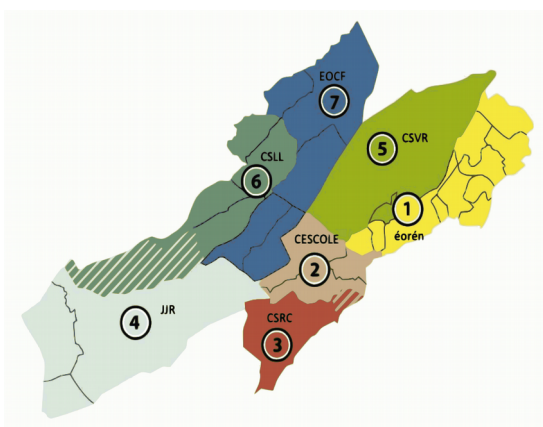 EOCF
7
CSVR
5
CSLL
6
1
éorén
CESCOLE
2
JJR
4
CSRC
3